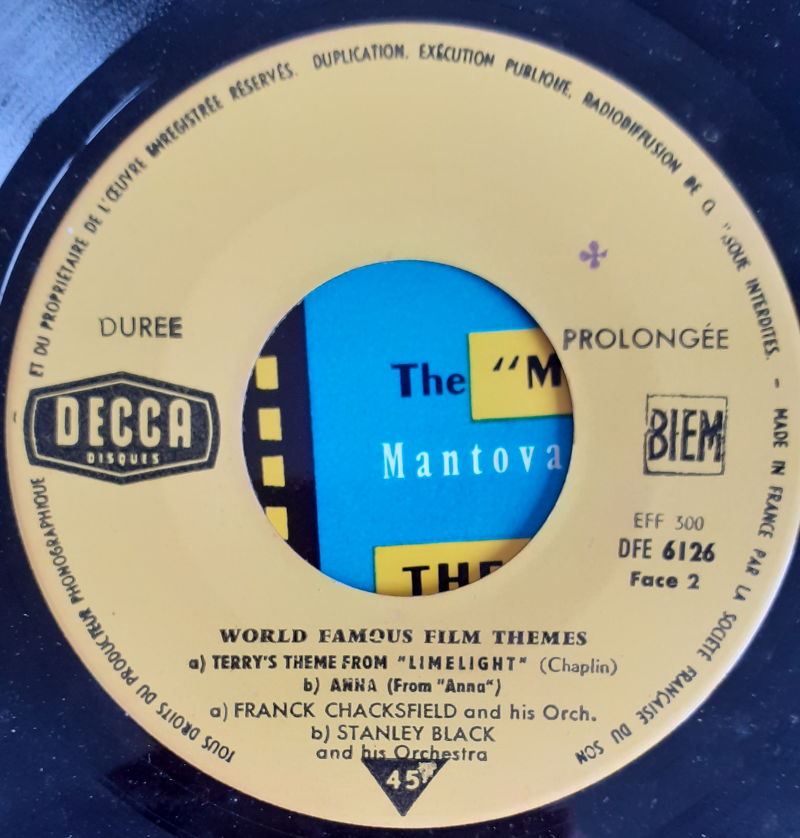 TOUS DROITS DU PRODUCTEUR PHONOGRAPHIQUE ET DU PROPRIÉTAIRE DE L'ŒUVRE ENREGISTRÉE RÉSERVÉS. DUPLICATION, EXÉCUTION PUBLIQUE, RADIODIFFUSION DE INTERDITES. - MADE IN FRANCE PAR LA SOCIÉTÉ FRANÇAISE DU SON
DUREE PROLONGÉE
DECCA
DISQUES
BIEM
The "M
Mantova
THE
EFF 300
DFE 6126
Face 2
WORLD FAMOUS FILM THEMES
a) TERRY'S THEME FROM "LIMELIGHT" (Chaplin)
b) ANNA (From "Anna")
a) FRANCK CHACKSFIELD and his Orch.
b) STANLEY BLACK
and his Orchestra
45